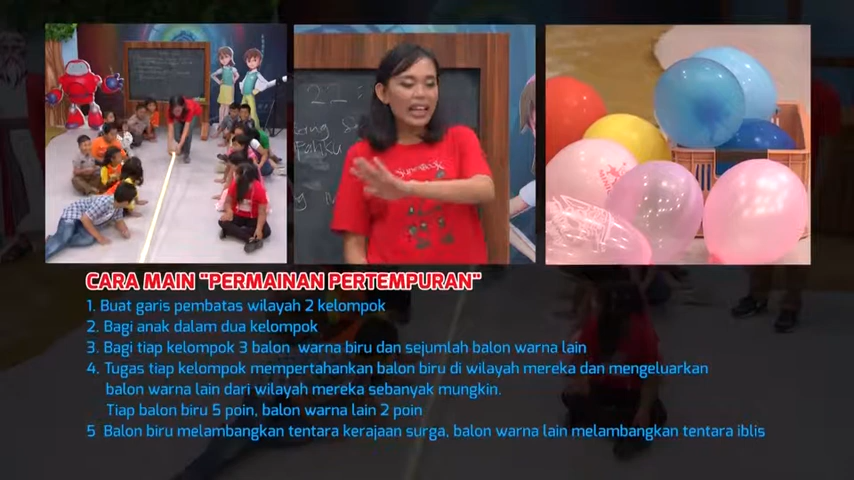 CARA MAIN "PERMAINAN PERTEMPURAN"
1. Buat garis pembatas wilayah 2 kelompok
2. Bagi anak dalam dua kelompok
3. Bagi tiap kelompok 3 balon warna biru dan sejumlah balon warna lain
4. Tugas tiap kelompok mempertahankan balon biru di wilayah mereka dan mengeluarkan
balon warna lain dari wilayah mereka sebanyak mungkin.
Tiap balon biru 5 poin, balon warna lain 2 poin
5 Balon biru melambangkan tentara kerajaan surga, balon warna lain melambangkan tentara iblis